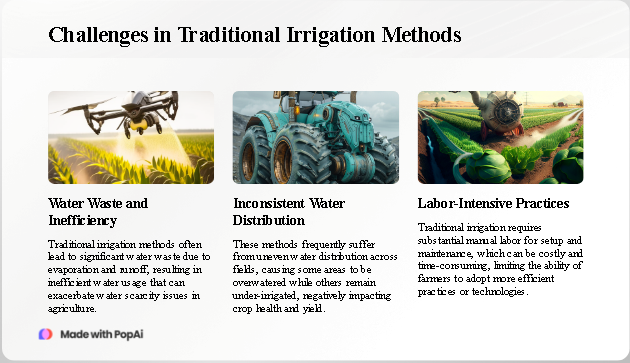 Challenges in Traditional Irrigation Methods
Water Waste and
Inefficiency
Traditional irrigation methods often
lead to significant water waste due to
evaporation and runoff, resulting in
inefficient water usage that can
exacerbate water scarcity issues in
agriculture.
Inconsistent Water
Distribution
These methods frequently suffer
from uneven water distribution across
fields, causing some areas to be
overwatered while others remain
under-irrigated, negatively impacting
crop health and yield.
Labor-Intensive Practices
Traditional irrigation requires
substantial manual labor for setup and
maintenance, which can be costly and
time-consuming, limiting the ability of
farmers to adopt more efficient
practices or technologies.
Made with PopAi